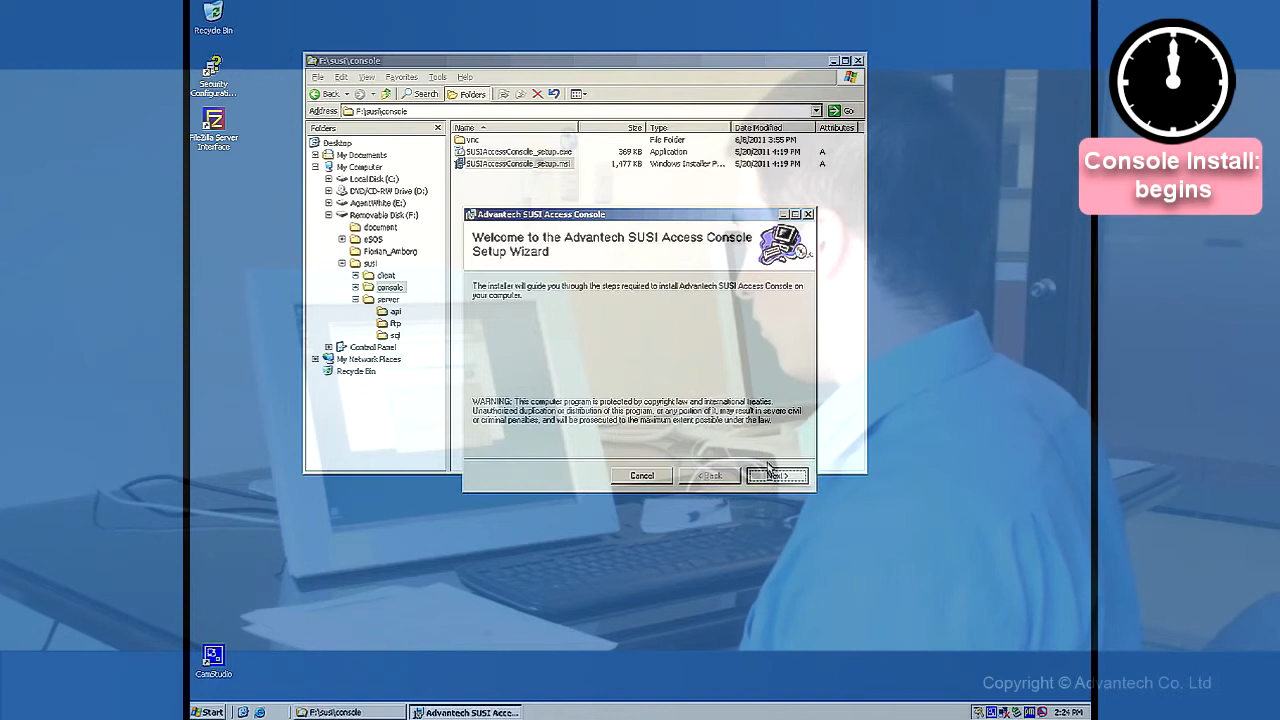 Recycle Bin
Security
Configurati...
FileZilla Server
Interface
CamStudio
F:\susi\console
File Edit View Favorites Tools Help
Back Search Folders
Address F:\susi\console Go
Folders
Desktop
My Documents
My Computer
Local Disk (C:)
DVD/CD-RW Drive (D:)
AgentWhite (E:)
Removable Disk (F:)
document
eSOS
Florian_Amborg
susi
client
console
server
api
ftp
sql
Control Panel
My Network Places
Recycle Bin
Name Size Type Date Modified Attributes
vnc File Folder 6/8/2011 3:55 PM
SUSIAccessConsole_setup.exe 369 KB Application 5/20/2011 4:19 PM A
SUSIAccessConsole_setup.msi 1,477 KB Windows Installer P... 5/20/2011 4:19 PM A
Advantech SUSI Access Console
Welcome to the Advantech SUSI Access Console
Setup Wizard
The installer will guide you through the steps required to install Advantech SUSI Access Console on
your computer.
WARNING: This computer program is protected by copyright law and international treaties.
Unauthorized duplication or distribution of this program, or any portion of it, may result in severe civil
or criminal penalties, and will be prosecuted to the maximum extent possible under the law.
Cancel < Back Next >
Console Install:
begins
Copyright © Advantech Co. Ltd
Start F:\susi\console Advantech SUSI Acce... 2:24 PM